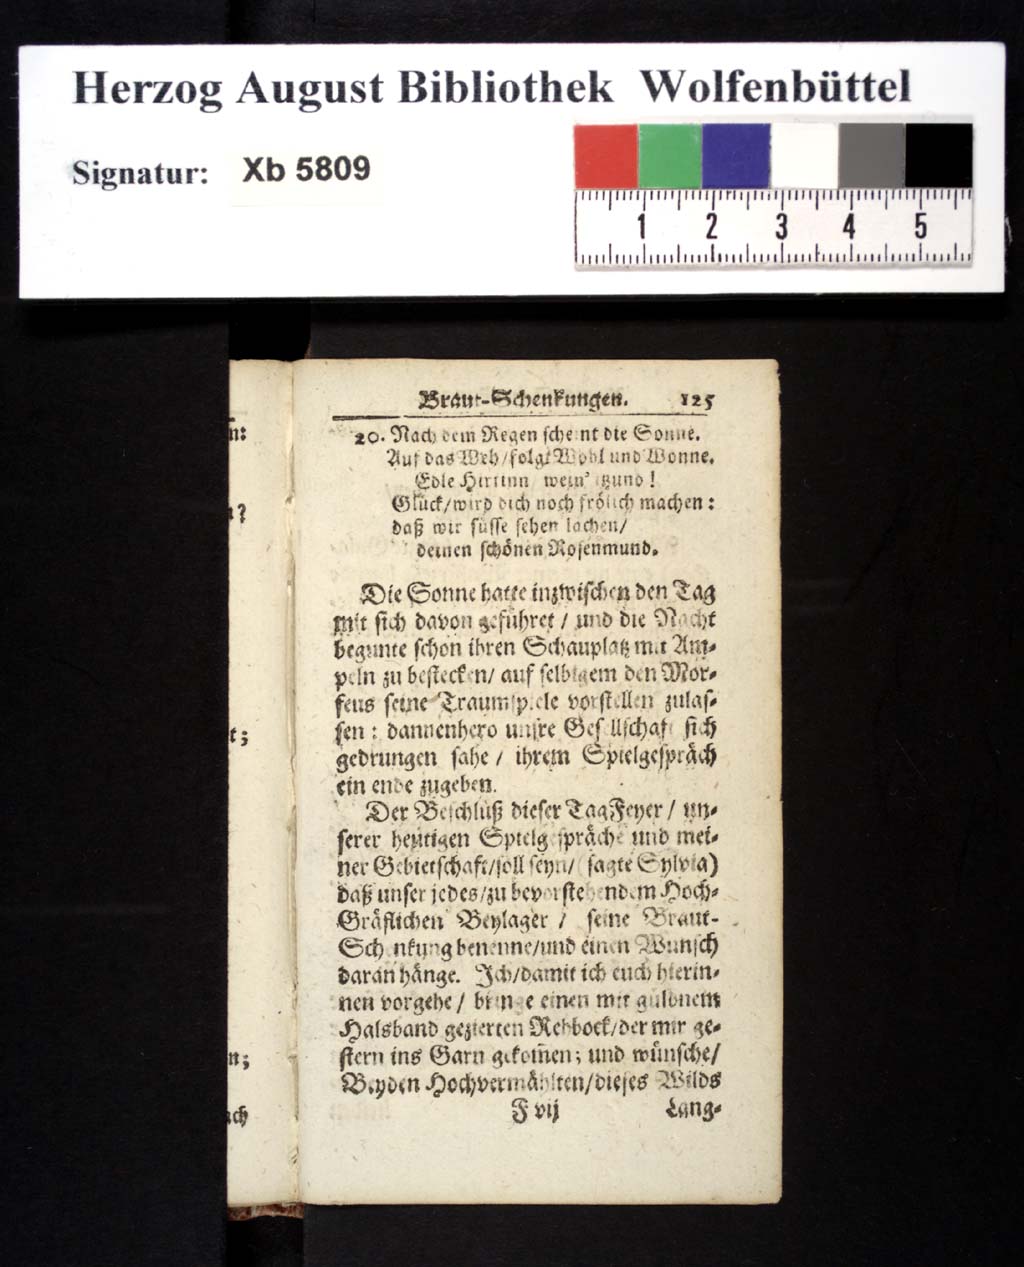 Herzog August Bibliothek Wolfenbüttel
Signatur: Xb 5809
1 2 3 4 5
Braut-Schenkungen. 125
20. Nach dem Regen scheint die Sonne.
Auf das Weh/folgt Wohl und Wonne.
Edle Hirtinn wein' itzund!
Glück/wird dich noch frölich machen:
daß wir süsse sehen lachen/
deinen schönen Rosenmund.
Die Sonne hatte inzwischen den Tag
mit sich davon geführet / und die Nacht
begunte schon ihren Schauplatz mit Am-
peln zu bestecken/ auf selbigem den Mor-
feus seine Traumspiele vorstellen zulas-
sen: dannenhero unsre Gesellschaft sich
gedrungen sahe / ihrem Spielgespräch
ein ende zugeben.
Der Beschluß dieser TagFeyer / un-
serer heutigen Spielgespräche und mei-
ner Gebietschaft/soll seyn/ (sagte Sylvia)
daß unser jedes/zu bevorstehendem Hoch-
Gräflichen Beylager / seine Braut-
Schenkung benenne/und einen Wunsch
daran hänge. Ich/damit ich euch hierin-
nen vorgehe / bringe einen mit güldnem
Halsband gezierten Rehbock/der mir ge-
stern ins Garn gekom̃en; und wünsche/
Beyden Hochvermählten/dieses Wilds
F vij Lang-
n:
?
t;
n;
ach